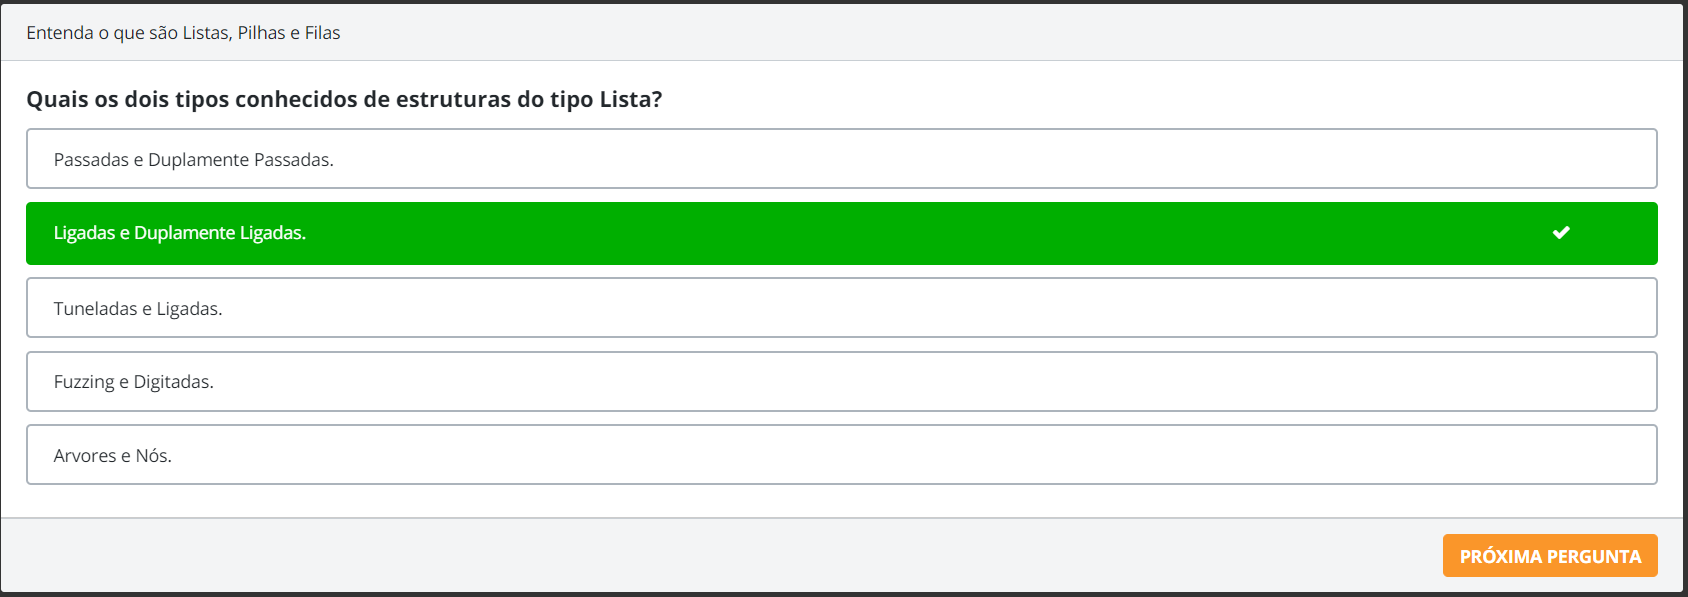 Entenda o que são Listas, Pilhas e Filas
Quais os dois tipos conhecidos de estruturas do tipo Lista?
Passadas e Duplamente Passadas.
Ligadas e Duplamente Ligadas.
Tuneladas e Ligadas.
Fuzzing e Digitadas.
Arvores e Nós.
PRÓXIMA PERGUNTA